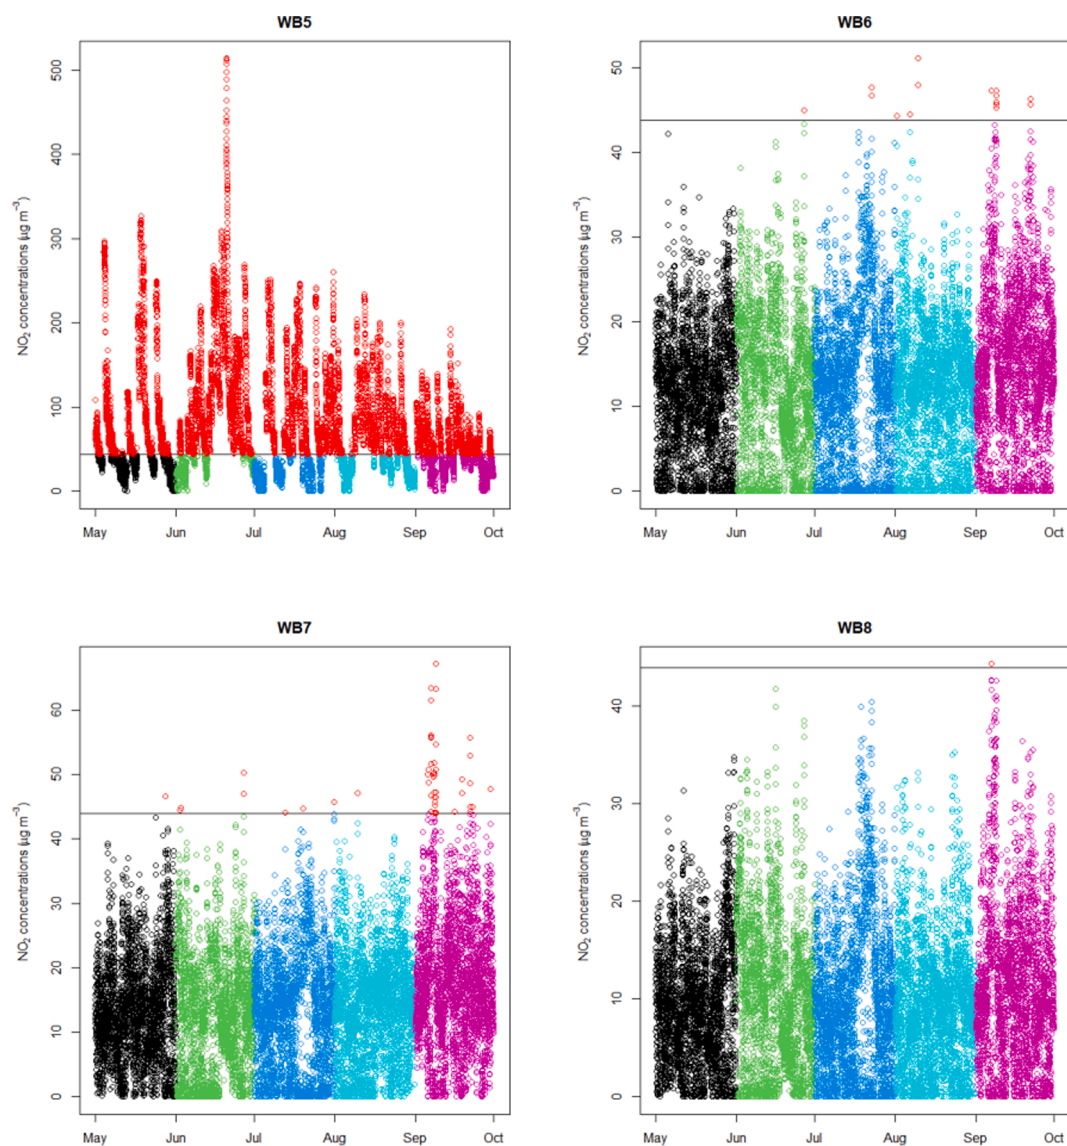 WB5
NO₂ concentrations (µg m⁻³)
500
400
300
200
100
0
May Jun Jul Aug Sep Oct
WB6
NO₂ concentrations (µg m⁻³)
50
40
30
20
10
0
May Jun Jul Aug Sep Oct
WB7
NO₂ concentrations (µg m⁻³)
60
50
40
30
20
10
0
May Jun Jul Aug Sep Oct
WB8
NO₂ concentrations (µg m⁻³)
40
30
20
10
0
May Jun Jul Aug Sep Oct